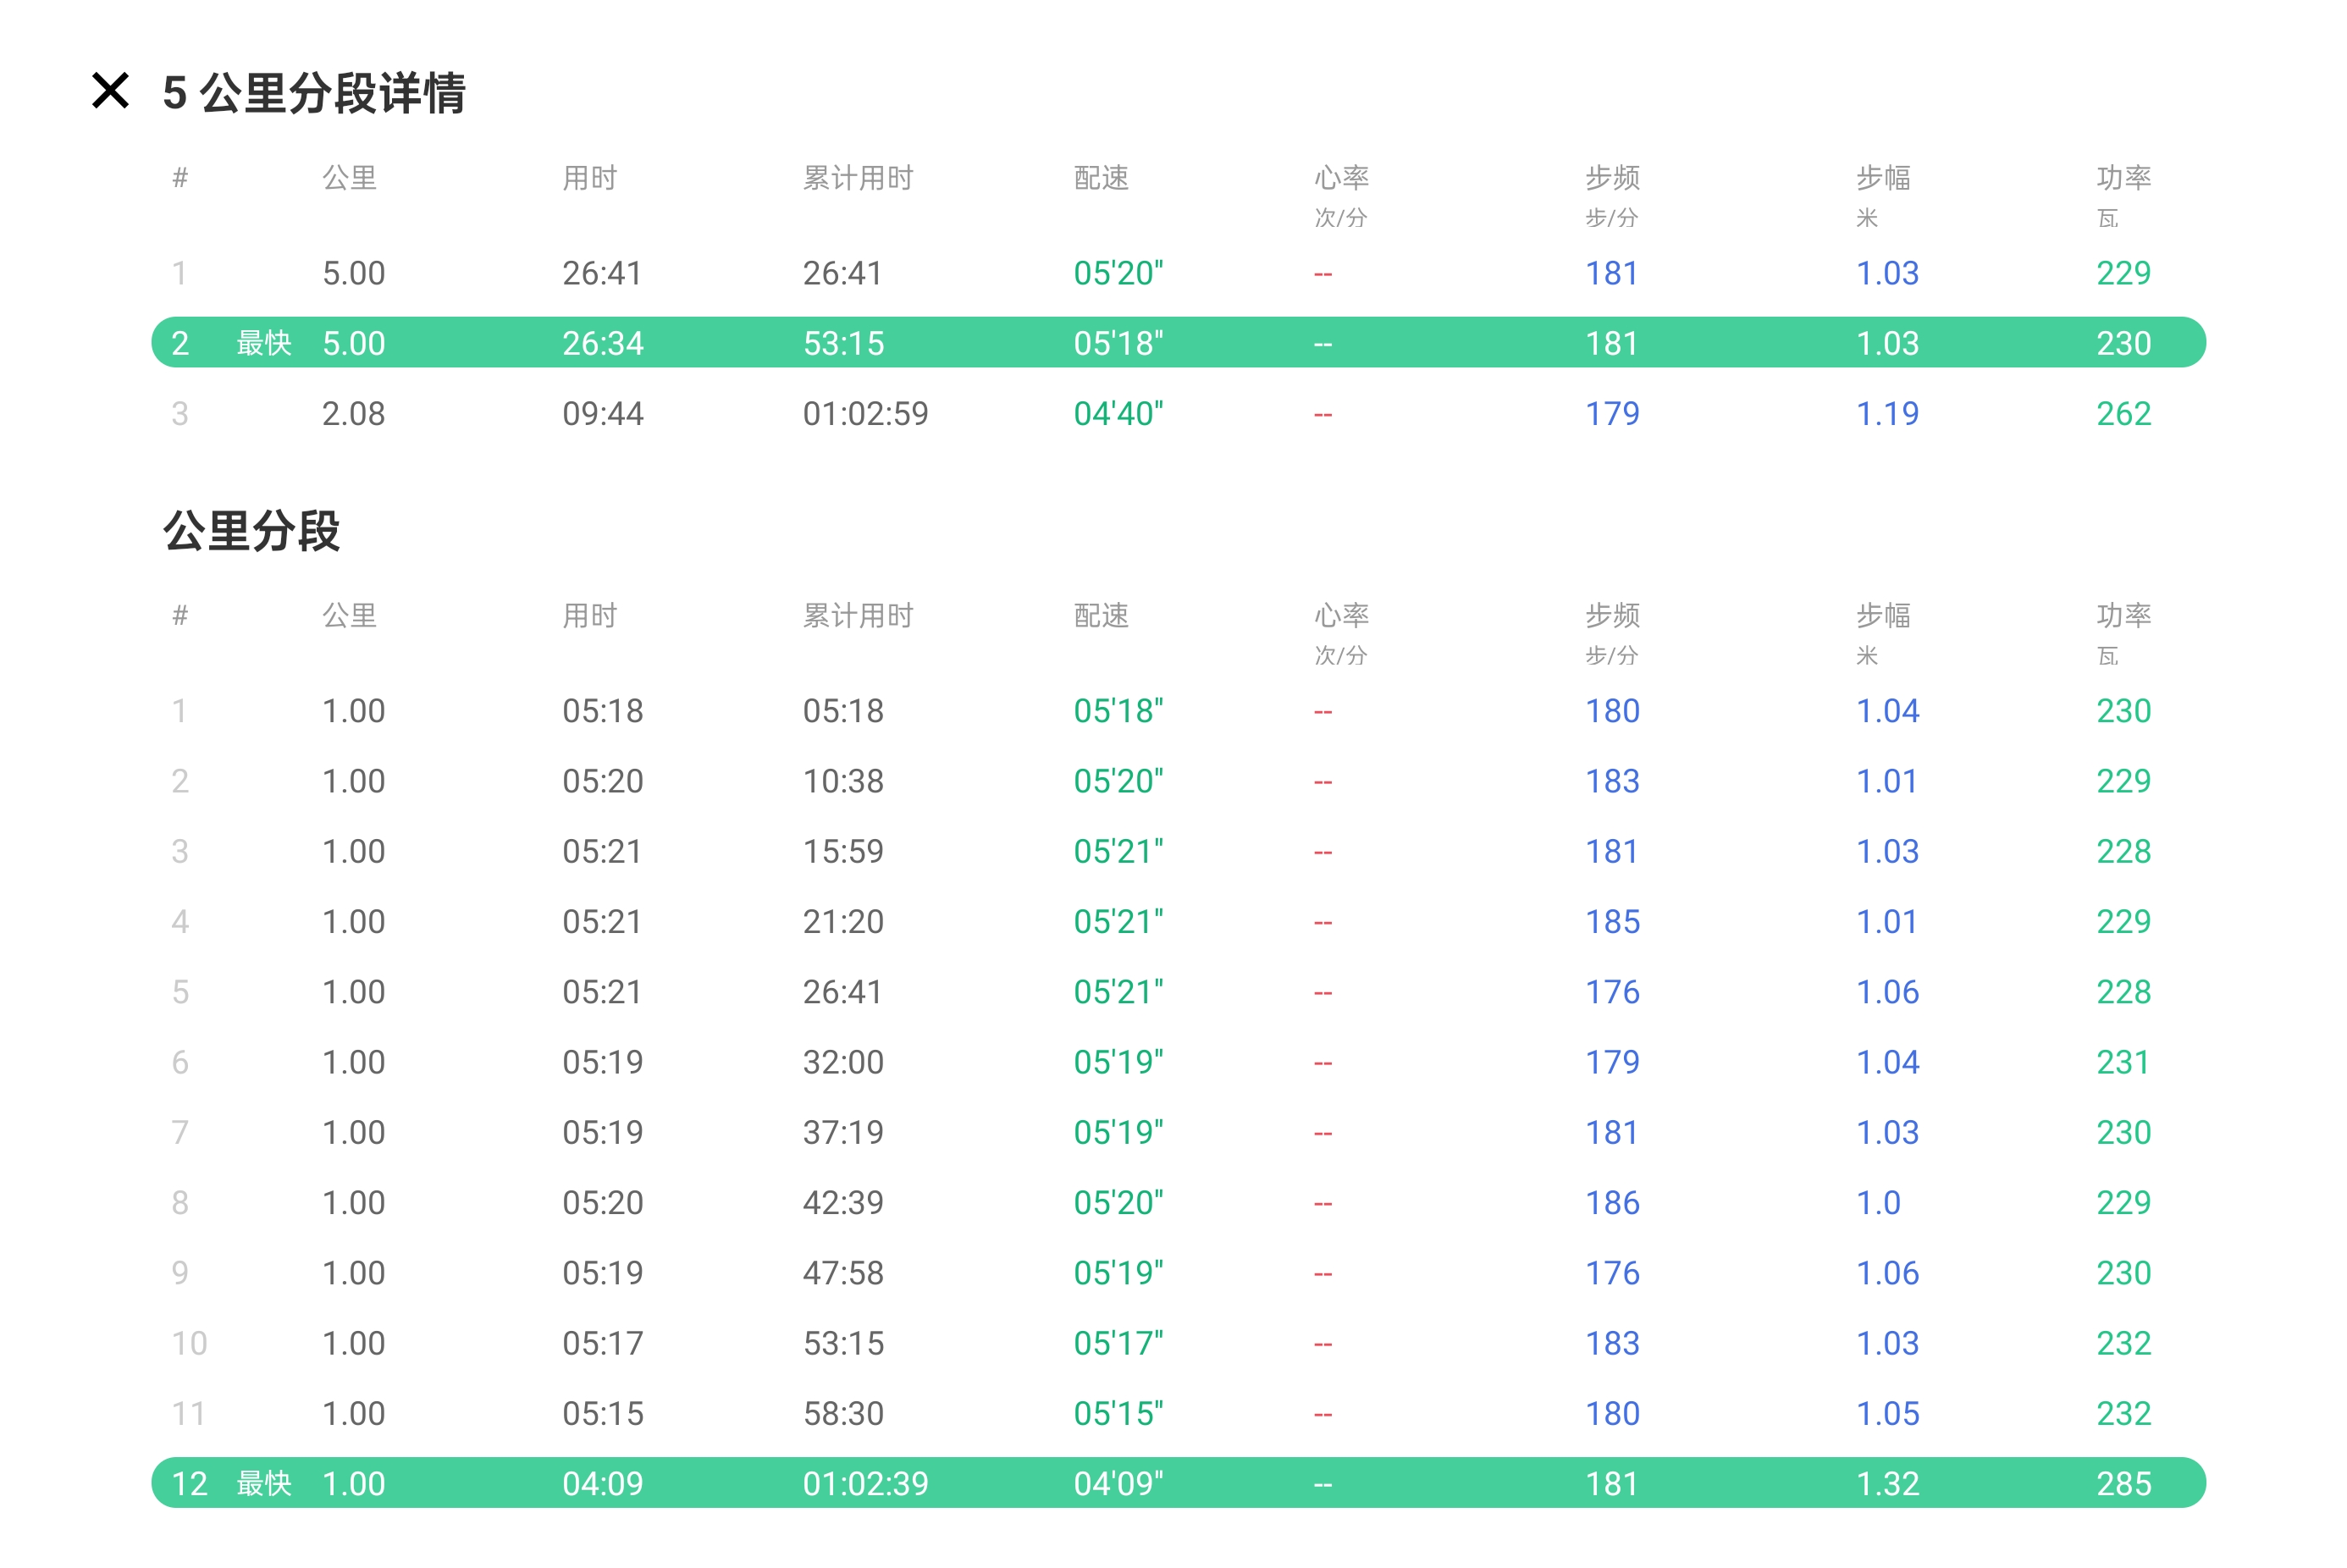 5 公里分段详情
# 公里 用时 累计用时 配速 心率 步频 步幅 功率
次/分 步/分 米 瓦
1 5.00 26:41 26:41 05'20" -- 181 1.03 229
2 最快 5.00 26:34 53:15 05'18" -- 181 1.03 230
3 2.08 09:44 01:02:59 04'40" -- 179 1.19 262
公里分段
# 公里 用时 累计用时 配速 心率 步频 步幅 功率
次/分 步/分 米 瓦
1 1.00 05:18 05:18 05'18" -- 180 1.04 230
2 1.00 05:20 10:38 05'20" -- 183 1.01 229
3 1.00 05:21 15:59 05'21" -- 181 1.03 228
4 1.00 05:21 21:20 05'21" -- 185 1.01 229
5 1.00 05:21 26:41 05'21" -- 176 1.06 228
6 1.00 05:19 32:00 05'19" -- 179 1.04 231
7 1.00 05:19 37:19 05'19" -- 181 1.03 230
8 1.00 05:20 42:39 05'20" -- 186 1.0 229
9 1.00 05:19 47:58 05'19" -- 176 1.06 230
10 1.00 05:17 53:15 05'17" -- 183 1.03 232
11 1.00 05:15 58:30 05'15" -- 180 1.05 232
12 最快 1.00 04:09 01:02:39 04'09" -- 181 1.32 285